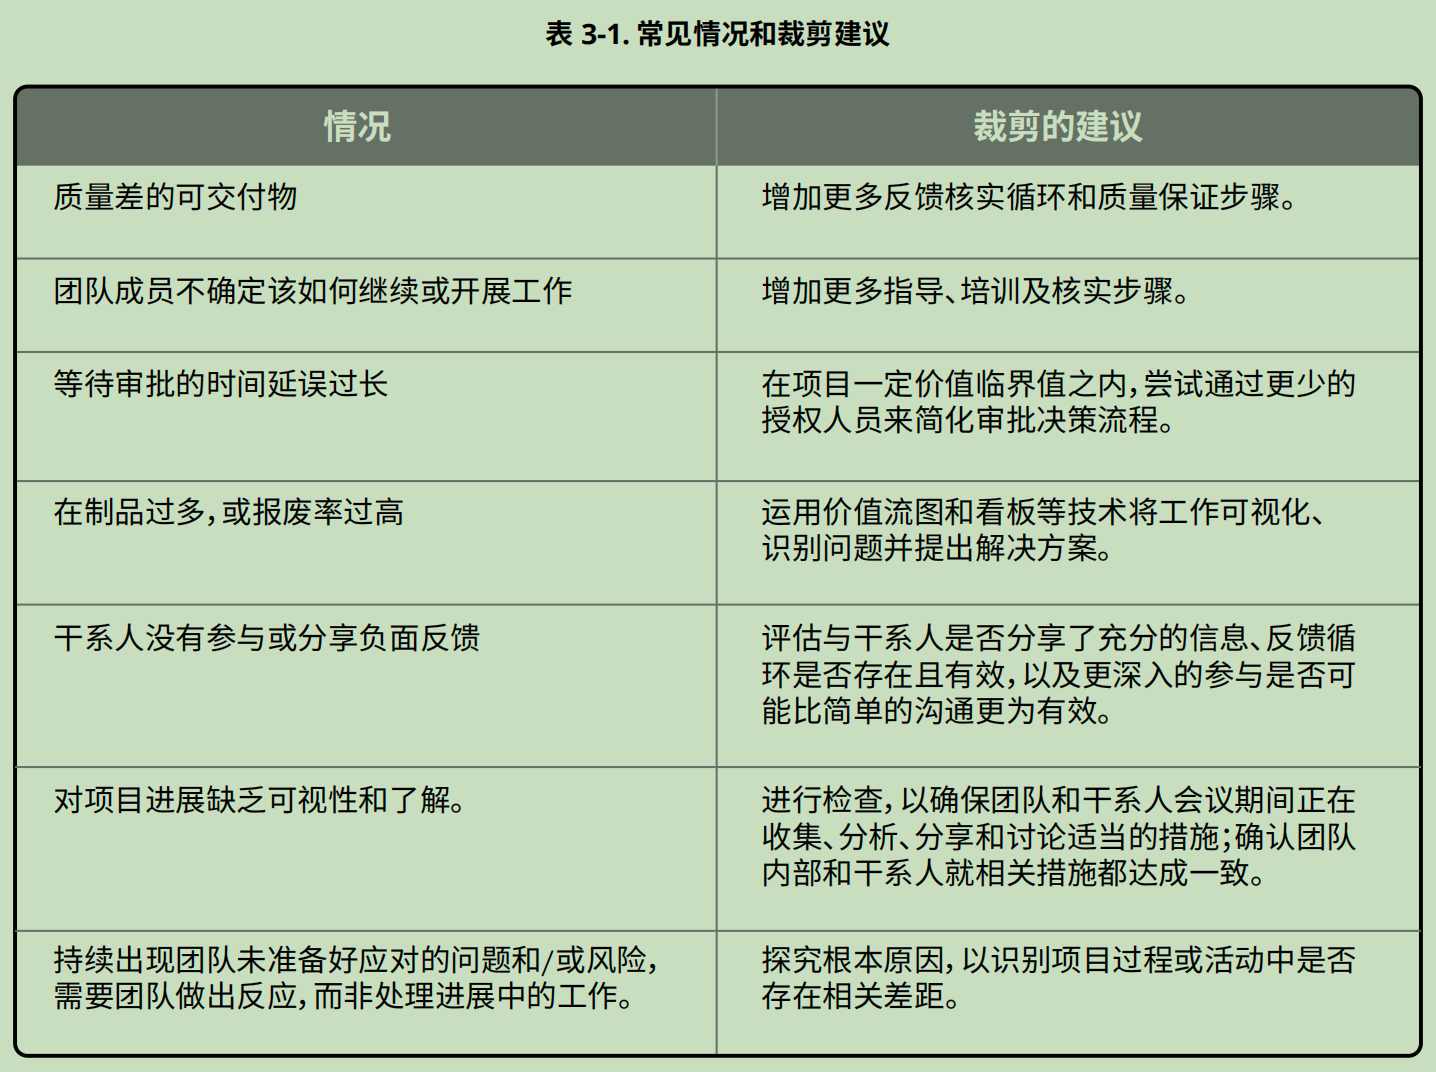 表 3-1. 常见情况和裁剪建议
情况
裁剪的建议
质量差的可交付物
增加更多反馈核实循环和质量保证步骤。
团队成员不确定该如何继续或开展工作
增加更多指导、培训及核实步骤。
等待审批的时间延误过长
在项目一定价值临界值之内，尝试通过更少的
授权人员来简化审批决策流程。
在制品过多，或报废率过高
运用价值流图和看板等技术将工作可视化、
识别问题并提出解决方案。
干系人没有参与或分享负面反馈
评估与干系人是否分享了充分的信息、反馈循
环是否存在且有效，以及更深入的参与是否可
能比简单的沟通更为有效。
对项目进展缺乏可视性和了解。
进行检查，以确保团队和干系人会议期间正在
收集、分析、分享和讨论适当的措施；确认团队
内部和干系人就相关措施都达成一致。
持续出现团队未准备好应对的问题和/或风险，
需要团队做出反应，而非处理进展中的工作。
探究根本原因，以识别项目过程或活动中是否
存在相关差距。